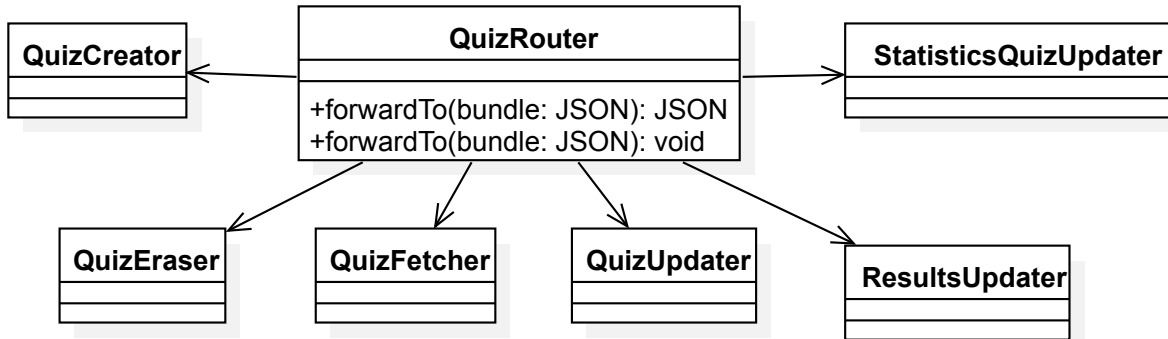 QuizCreator
QuizRouter
+forwardTo(bundle: JSON): JSON
+forwardTo(bundle: JSON): void
StatisticsQuizUpdater
QuizEraser
QuizFetcher
QuizUpdater
ResultsUpdater